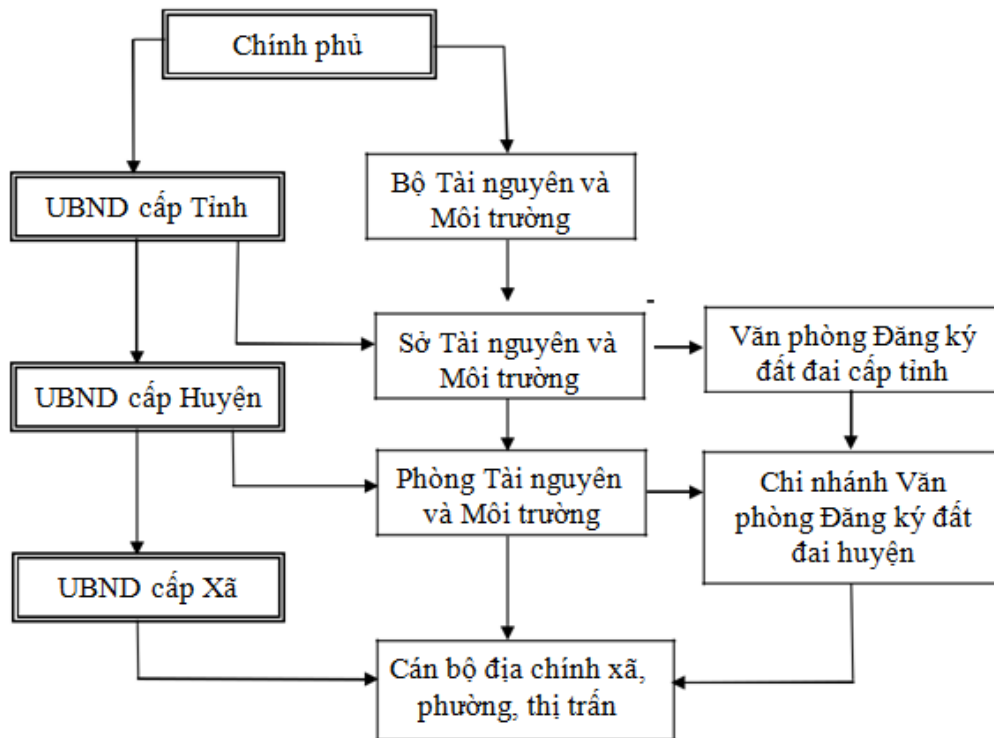 Chính phủ
Bộ Tài nguyên và
Môi trường
UBND cấp Tỉnh
Sở Tài nguyên và
Môi trường
Văn phòng Đăng ký
đất đai cấp tỉnh
UBND cấp Huyện
Phòng Tài nguyên
và Môi trường
Chi nhánh Văn
phòng Đăng ký đất
đai huyện
UBND cấp Xã
Cán bộ địa chính xã,
phường, thị trấn